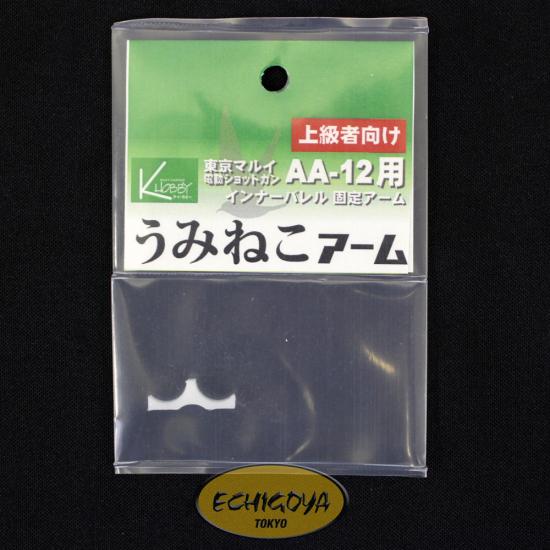 上級者向け
K HOBBY
東京マルイ
電動ショットガン AA-12用
インナーバレル 固定アーム
うみねこアーム
ECHIGOYA
TOKYO